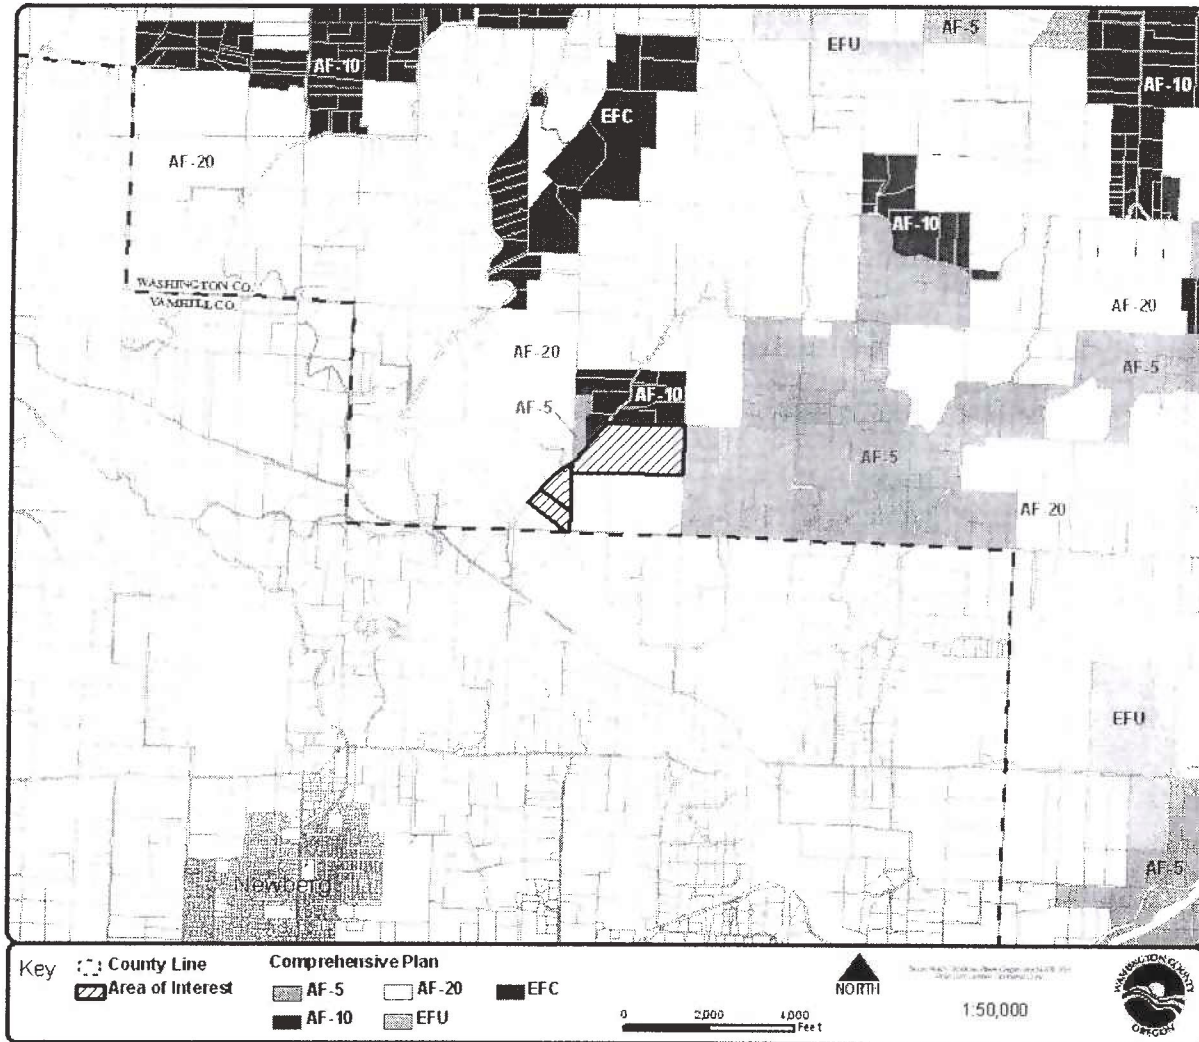 AF-5
EFU
AF-10
AF-10
EFC
AF-20
AF-10
WASHINGTON CO.
YAMHILL CO.
AF-20
AF-20
AF-5
AF-10
AF-5
AF-5
AF-20
EFU
AF-5
Newberg
Key
County Line
Area of Interest
Comprehensive Plan
AF-5
AF-20
EFC
AF-10
EFU
0 2,000 4,000
Feet
NORTH
1:50,000
WASHINGTON COUNTY
OREGON